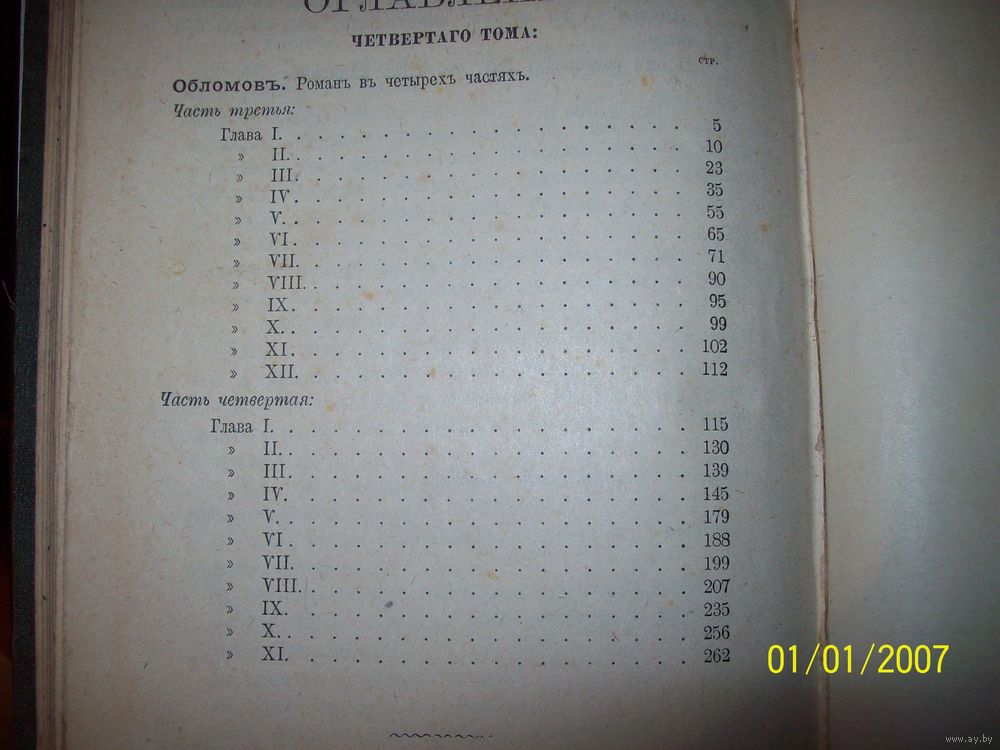 ЧЕТВЕРТАГО ТОМА:
СТР.
Обломовъ. Романъ въ четырехъ частяхъ.
Часть третья:
Глава I. . . . . . . . . . . . . . . . . . . 5
» II. . . . . . . . . . . . . . . . . . . 10
» III. . . . . . . . . . . . . . . . . . . 23
» IV. . . . . . . . . . . . . . . . . . . 35
» V. . . . . . . . . . . . . . . . . . . 55
» VI. . . . . . . . . . . . . . . . . . . 65
» VII. . . . . . . . . . . . . . . . . . . 71
» VIII. . . . . . . . . . . . . . . . . . . 90
» IX. . . . . . . . . . . . . . . . . . . 95
» X. . . . . . . . . . . . . . . . . . . 99
» XI. . . . . . . . . . . . . . . . . . . 102
» XII. . . . . . . . . . . . . . . . . . . 112
Часть четвертая:
Глава I. . . . . . . . . . . . . . . . . . . 115
» II. . . . . . . . . . . . . . . . . . . 130
» III. . . . . . . . . . . . . . . . . . . 139
» IV. . . . . . . . . . . . . . . . . . . 145
» V. . . . . . . . . . . . . . . . . . . 179
» VI. . . . . . . . . . . . . . . . . . . 188
» VII. . . . . . . . . . . . . . . . . . . 199
» VIII. . . . . . . . . . . . . . . . . . . 207
» IX. . . . . . . . . . . . . . . . . . . 235
» X. . . . . . . . . . . . . . . . . . . 256
» XI. . . . . . . . . . . . . . . . . . . 262
01/01/2007
www.ay.by